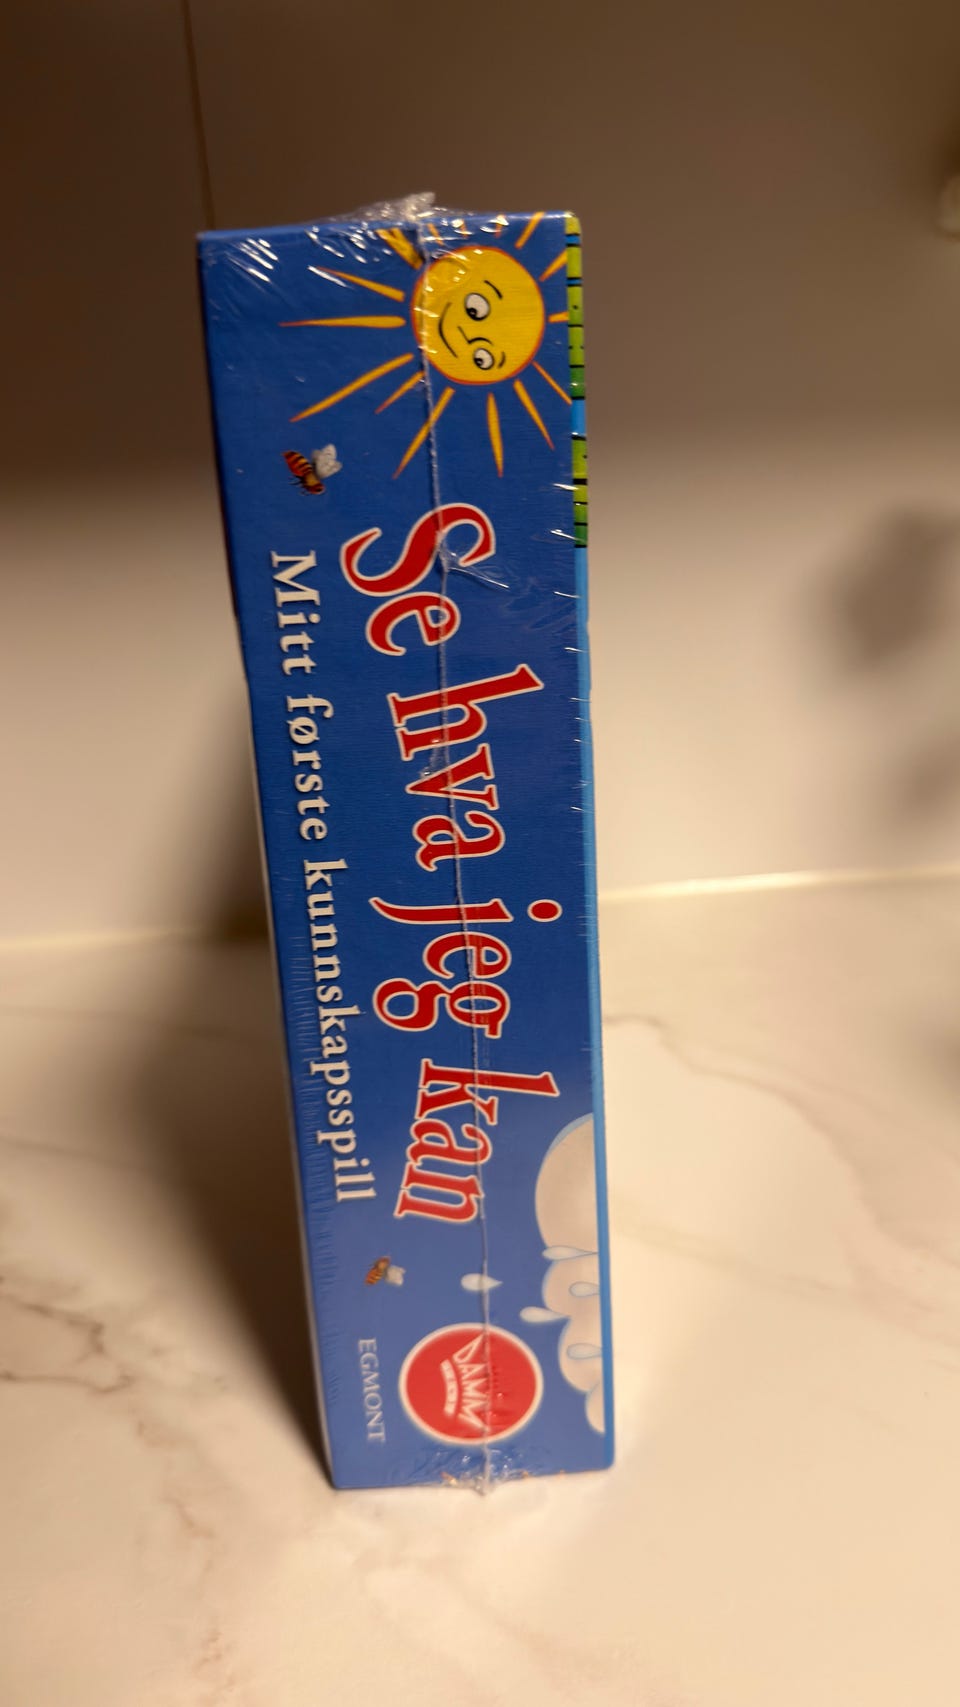 Se hva jeg kan
Mitt første kunnskapsspill
DAMM
EGMONT